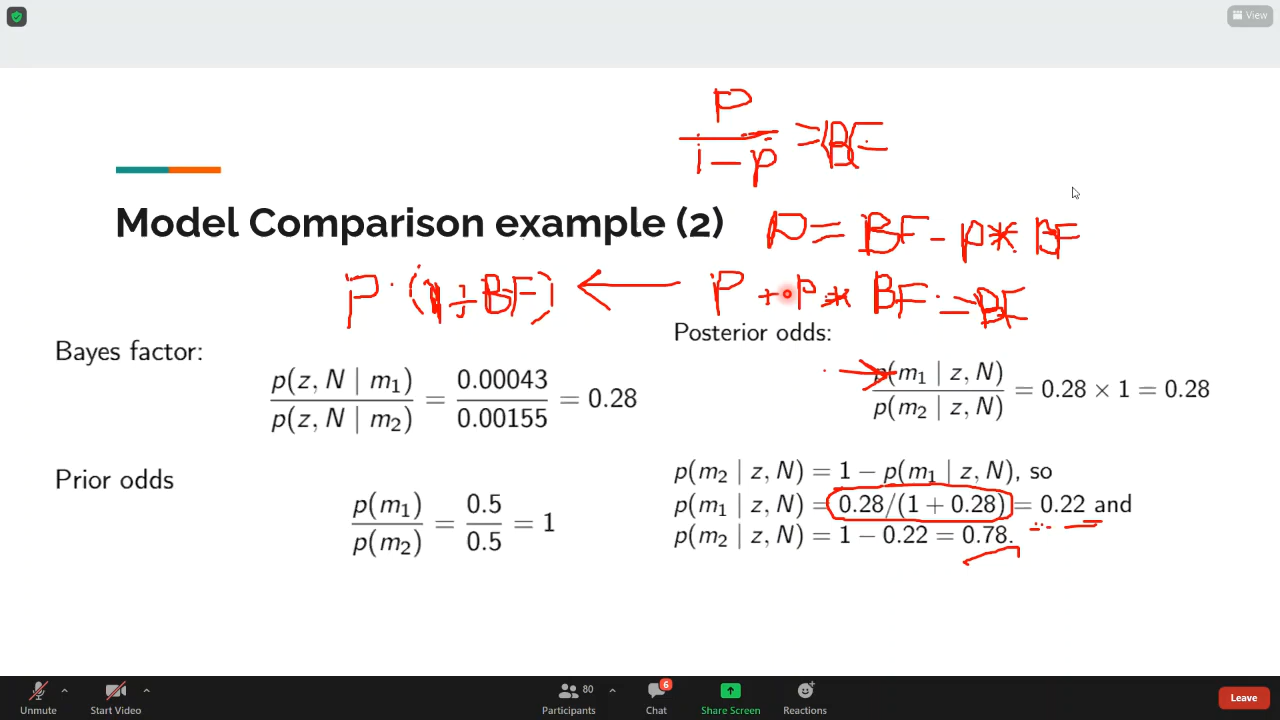 View
P
1-p
=BF
Model Comparison example (2)
P = BF - p* BF
P · (1+BF) ← P + P* BF = BF
Bayes factor:
p(z, N | m₁) / p(z, N | m₂) = 0.00043 / 0.00155 = 0.28
Prior odds
p(m₁) / p(m₂) = 0.5 / 0.5 = 1
Posterior odds:
p(m₁ | z, N) / p(m₂ | z, N) = 0.28 × 1 = 0.28
p(m₂ | z, N) = 1 − p(m₁ | z, N), so
p(m₁ | z, N) = 0.28/(1 + 0.28) = 0.22 and
p(m₂ | z, N) = 1 − 0.22 = 0.78.
Unmute
Start Video
80
Participants
6
Chat
Share Screen
Reactions
Leave